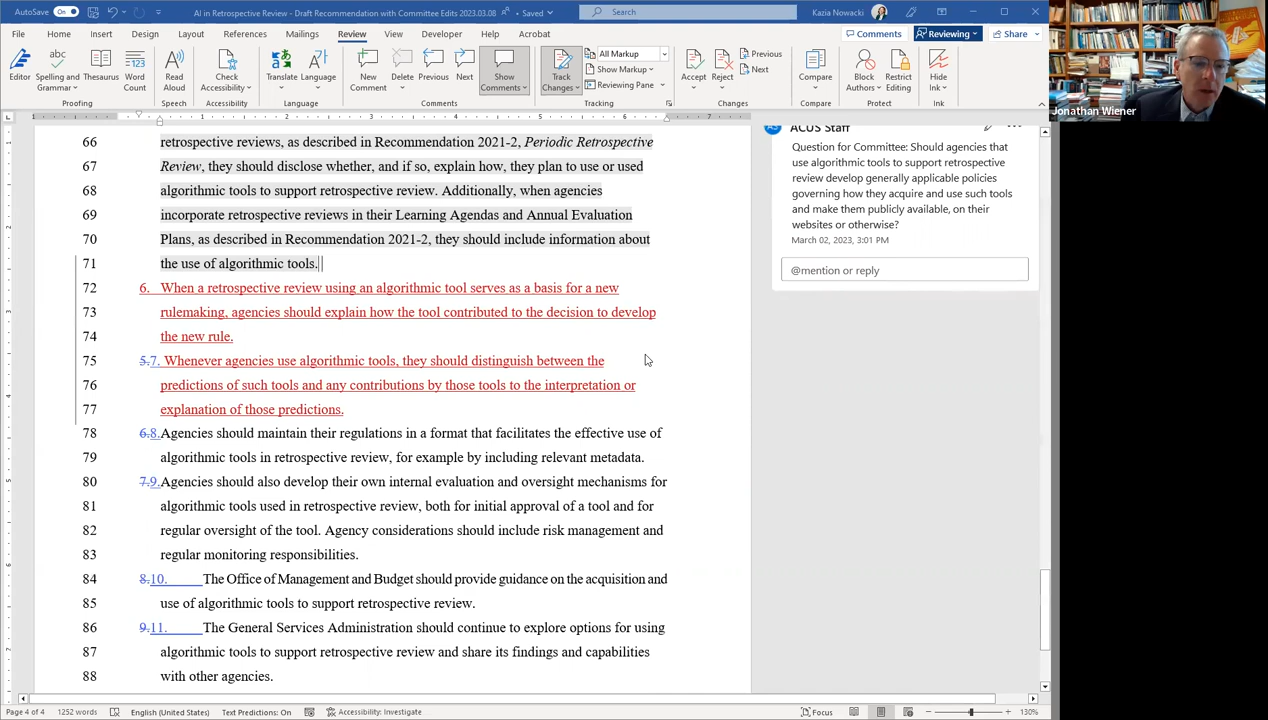 AutoSave On AI in Retrospective Review - Draft Recommendation with Committee Edits 2023.03.08 • Saved Search Kazia Nowacki
File Home Insert Draw Design Layout References Mailings Review View Developer Help Acrobat Comments Reviewing Share
Editor Spelling and Grammar Thesaurus Word Count Read Aloud Check Accessibility Translate Language New Comment Delete Previous Next Show Comments Track Changes All Markup Show Markup Reviewing Pane Accept Reject Previous Next Compare Block Authors Restrict Editing Hide Ink
Proofing Speech Accessibility Language Comments Tracking Changes Compare Protect Ink
Jonathan Wiener
66 retrospective reviews, as described in Recommendation 2021-2, Periodic Retrospective
67 Review, they should disclose whether, and if so, explain how, they plan to use or used
68 algorithmic tools to support retrospective review. Additionally, when agencies
69 incorporate retrospective reviews in their Learning Agendas and Annual Evaluation
70 Plans, as described in Recommendation 2021-2, they should include information about
71 the use of algorithmic tools.
72 6. When a retrospective review using an algorithmic tool serves as a basis for a new
73 rulemaking, agencies should explain how the tool contributed to the decision to develop
74 the new rule.
75 5.7. Whenever agencies use algorithmic tools, they should distinguish between the
76 predictions of such tools and any contributions by those tools to the interpretation or
77 explanation of those predictions.
78 6.8. Agencies should maintain their regulations in a format that facilitates the effective use of
79 algorithmic tools in retrospective review, for example by including relevant metadata.
80 7.9. Agencies should also develop their own internal evaluation and oversight mechanisms for
81 algorithmic tools used in retrospective review, both for initial approval of a tool and for
82 regular oversight of the tool. Agency considerations should include risk management and
83 regular monitoring responsibilities.
84 8.10. The Office of Management and Budget should provide guidance on the acquisition and
85 use of algorithmic tools to support retrospective review.
86 9.11. The General Services Administration should continue to explore options for using
87 algorithmic tools to support retrospective review and share its findings and capabilities
88 with other agencies.
ACUS Staff
Question for Committee: Should agencies that
use algorithmic tools to support retrospective
review develop generally applicable policies
governing how they acquire and use such tools
and make them publicly available, on their
websites or otherwise?
March 02, 2023, 3:01 PM
@mention or reply
Page 4 of 4 1252 words English (United States) Text Predictions: On Accessibility: Investigate Focus 130%